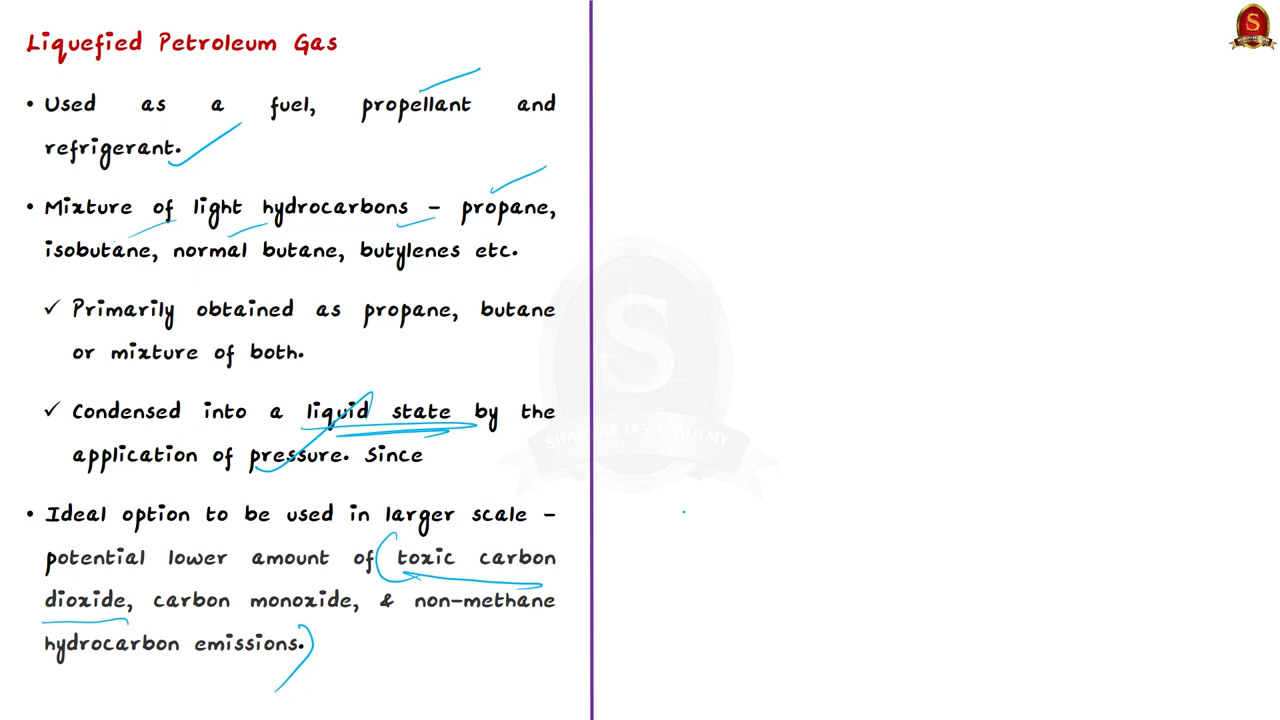 Liquefied Petroleum Gas
• Used as a fuel, propellant and
refrigerant.
• Mixture of light hydrocarbons – propane,
isobutane, normal butane, butylenes etc.
✓ Primarily obtained as propane, butane
or mixture of both.
✓ Condensed into a liquid state by the
application of pressure. Since
• Ideal option to be used in larger scale –
potential lower amount of toxic carbon
dioxide, carbon monoxide, & non-methane
hydrocarbon emissions.
S
SHANKAR IAS ACADEMY
S